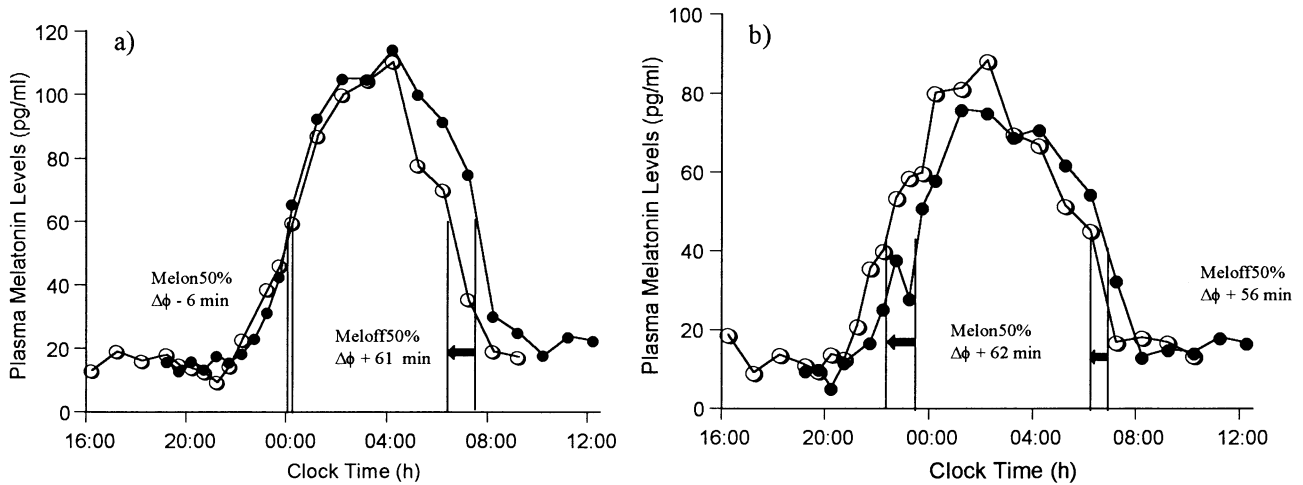 a)
Plasma Melatonin Levels (pg/ml)
120
100
80
60
40
20
0
Melon50%
Δϕ - 6 min
Meloff50%
Δϕ + 61 min
16:00 20:00 00:00 04:00 08:00 12:00
Clock Time (h)
b)
Plasma Melatonin Levels (pg/ml)
100
80
60
40
20
0
Melon50%
Δϕ + 62 min
Meloff50%
Δϕ + 56 min
16:00 20:00 00:00 04:00 08:00 12:00
Clock Time (h)